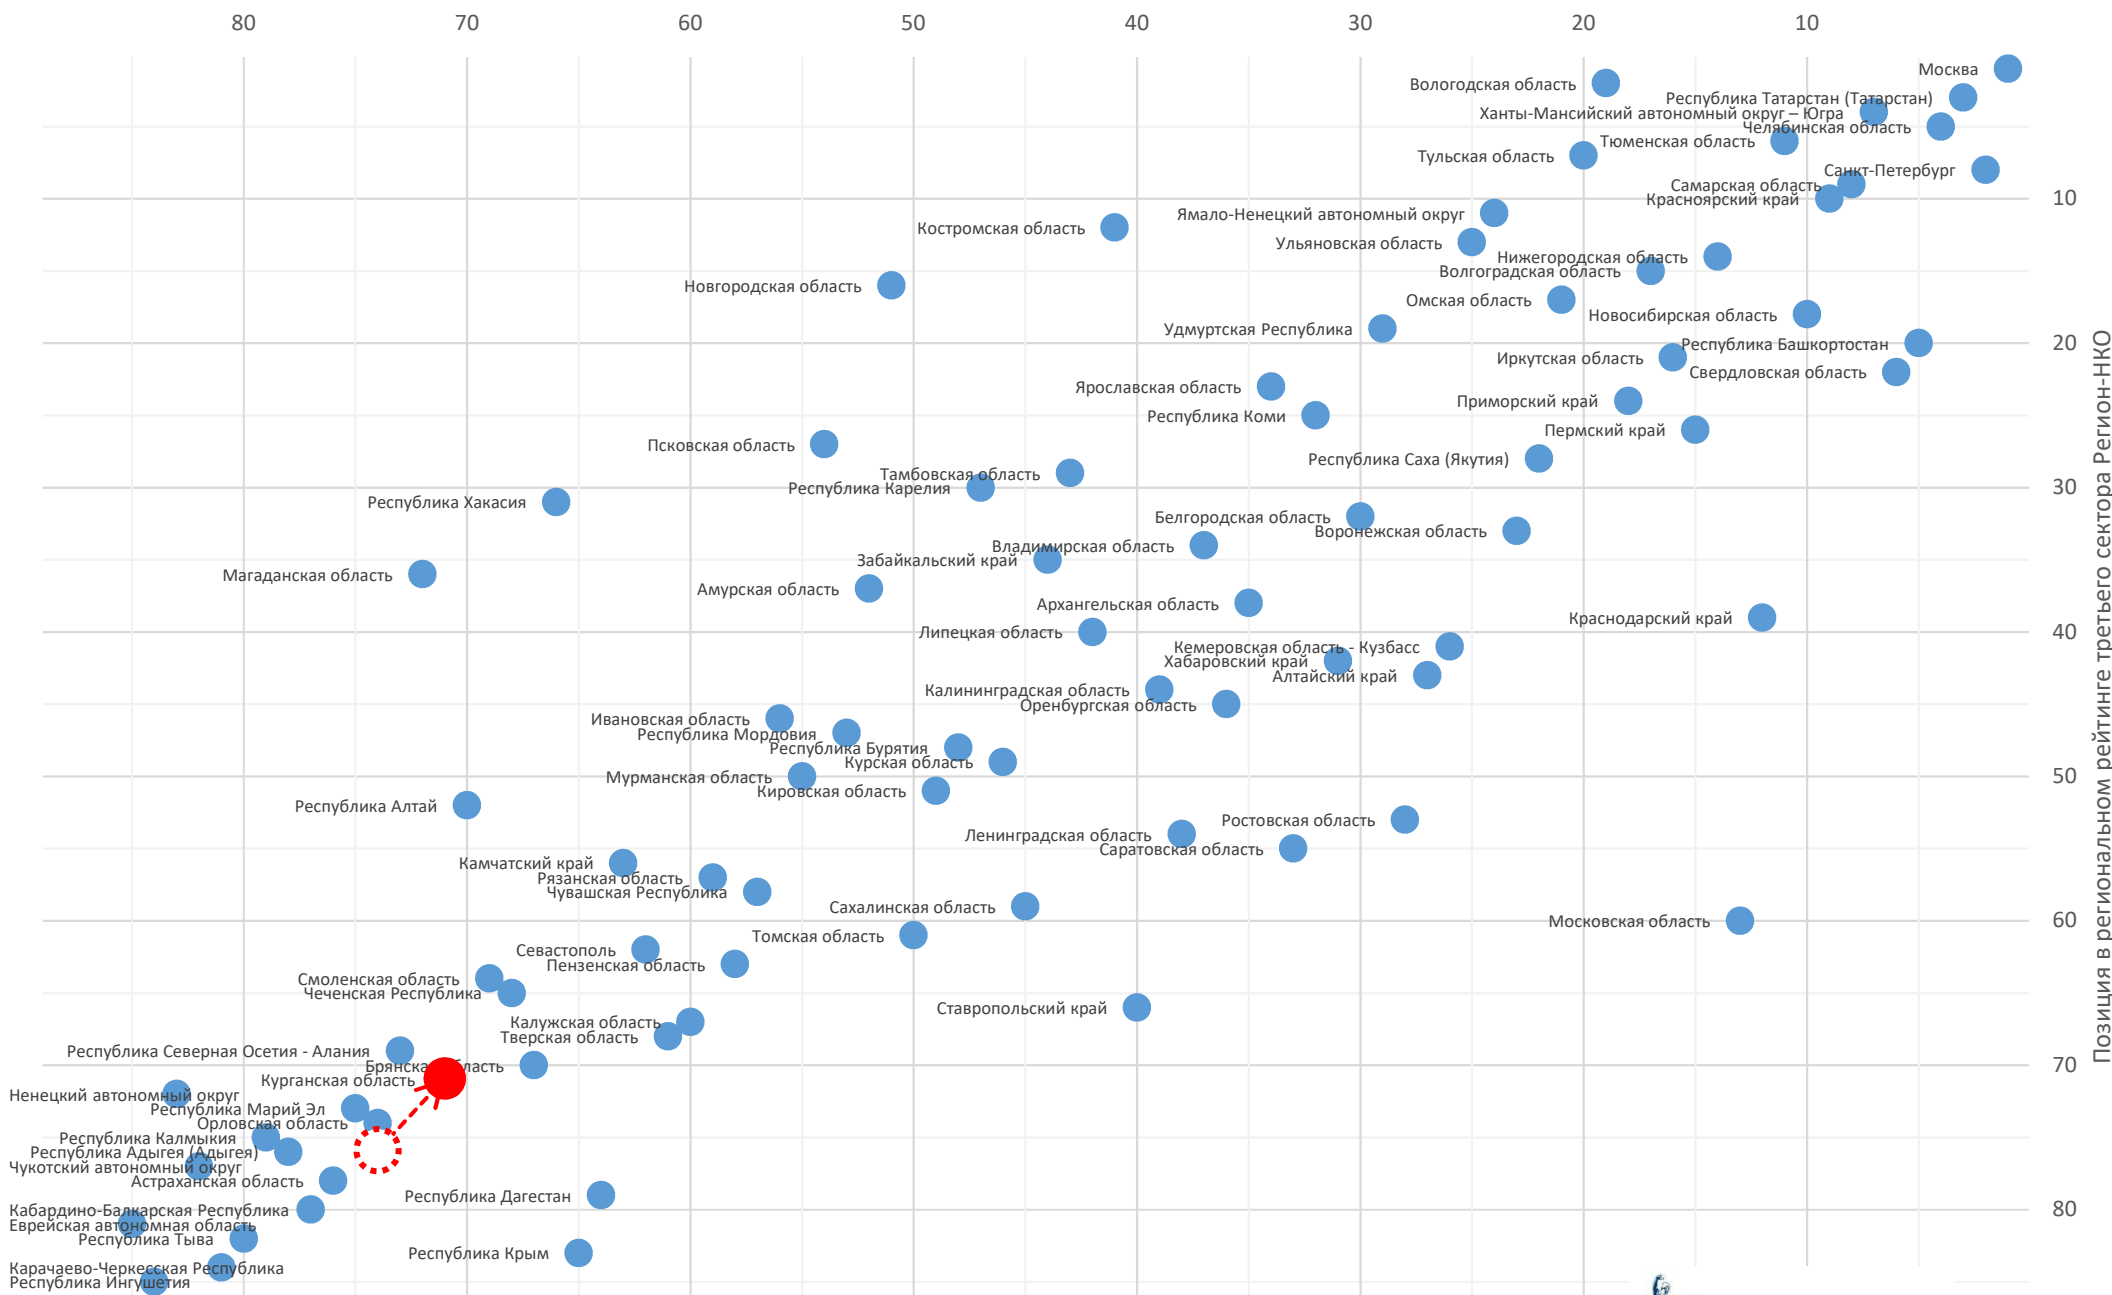 80 70 60 50 40 30 20 10
Москва
Вологодская область
Республика Татарстан (Татарстан)
Ханты-Мансийский автономный округ – Югра
Челябинская область
Тюменская область
Тульская область
Санкт-Петербург
Самарская область
Красноярский край
10
Ямало-Ненецкий автономный округ
Костромская область
Ульяновская область
Нижегородская область
Волгоградская область
Новгородская область
Омская область
Новосибирская область
Удмуртская Республика
20
Республика Башкортостан
Иркутская область
Свердловская область
Ярославская область
Приморский край
Республика Коми
Пермский край
Псковская область
Республика Саха (Якутия)
Тамбовская область
Республика Карелия
30
Республика Хакасия
Белгородская область
Воронежская область
Владимирская область
Забайкальский край
Магаданская область
Амурская область
Архангельская область
Краснодарский край
Липецкая область
40
Кемеровская область - Кузбасс
Хабаровский край
Алтайский край
Калининградская область
Оренбургская область
Ивановская область
Республика Мордовия
Республика Бурятия
Курская область
Мурманская область
50
Кировская область
Республика Алтай
Ростовская область
Ленинградская область
Саратовская область
Камчатский край
Рязанская область
Чувашская Республика
Сахалинская область
Московская область
60
Томская область
Севастополь
Пензенская область
Смоленская область
Чеченская Республика
Ставропольский край
Калужская область
Тверская область
Республика Северная Осетия - Алания
Брянская область
70
Курганская область
Ненецкий автономный округ
Республика Марий Эл
Орловская область
Республика Калмыкия
Республика Адыгея (Адыгея)
Чукотский автономный округ
Астраханская область
Республика Дагестан
Кабардино-Балкарская Республика
80
Еврейская автономная область
Республика Тыва
Республика Крым
Карачаево-Черкесская Республика
Республика Ингушетия
Позиция в региональном рейтинге третьего сектора Регион-НКО